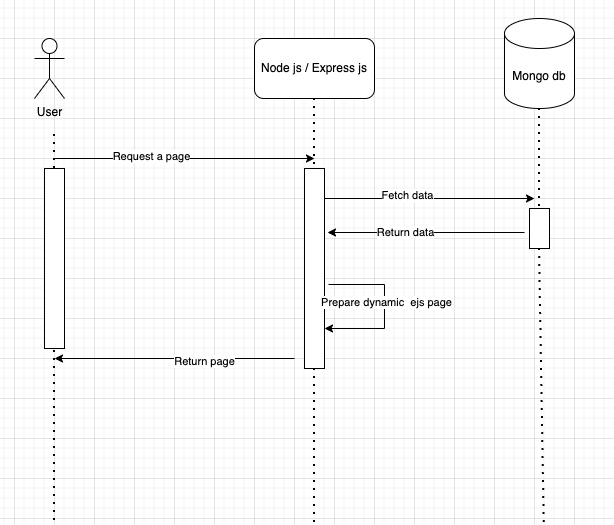 Node js / Express js
Mongo db
User
Request a page
Fetch data
Return data
Prepare dynamic ejs page
Return page